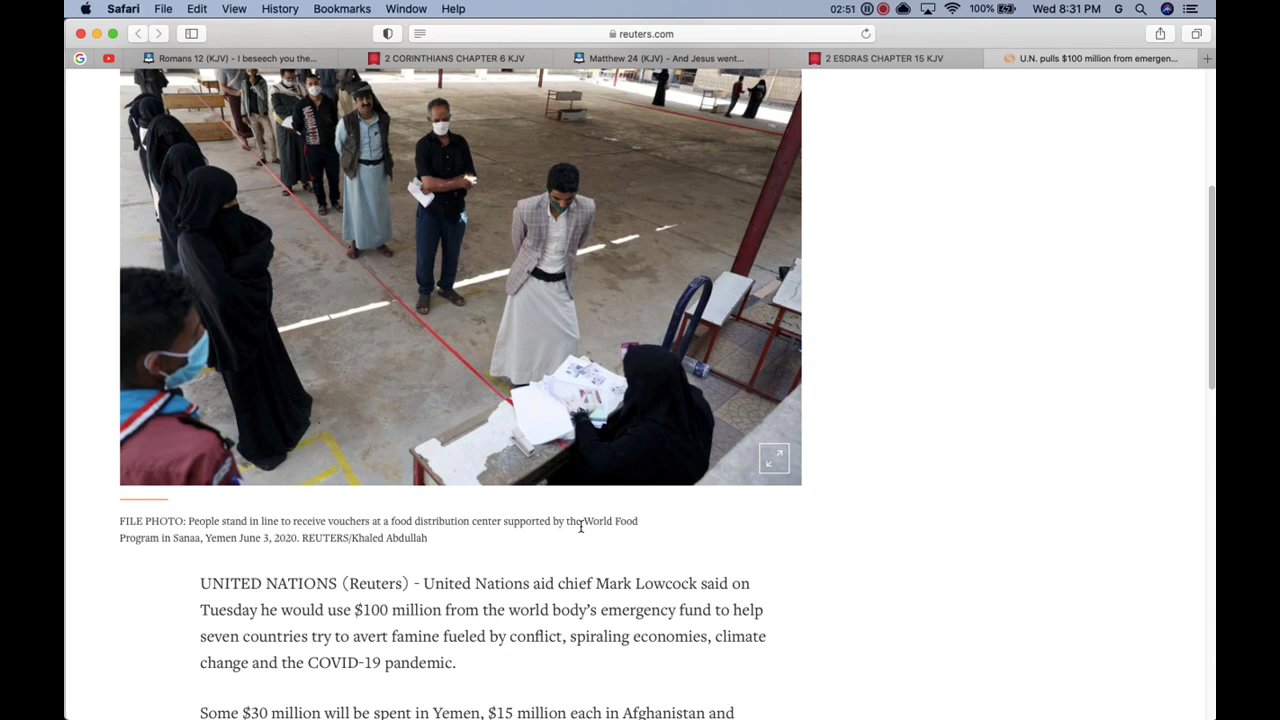 Safari File Edit View History Bookmarks Window Help 02:51 100% Wed 8:31 PM G
reuters.com
G Romans 12 (KJV) - I beseech you the... 2 CORINTHIANS CHAPTER 6 KJV Matthew 24 (KJV) - And Jesus went... 2 ESDRAS CHAPTER 15 KJV U.N. pulls $100 million from emergen...
FILE PHOTO: People stand in line to receive vouchers at a food distribution center supported by the World Food
Program in Sanaa, Yemen June 3, 2020. REUTERS/Khaled Abdullah
UNITED NATIONS (Reuters) - United Nations aid chief Mark Lowcock said on
Tuesday he would use $100 million from the world body’s emergency fund to help
seven countries try to avert famine fueled by conflict, spiraling economies, climate
change and the COVID-19 pandemic.
Some $30 million will be spent in Yemen, $15 million each in Afghanistan and